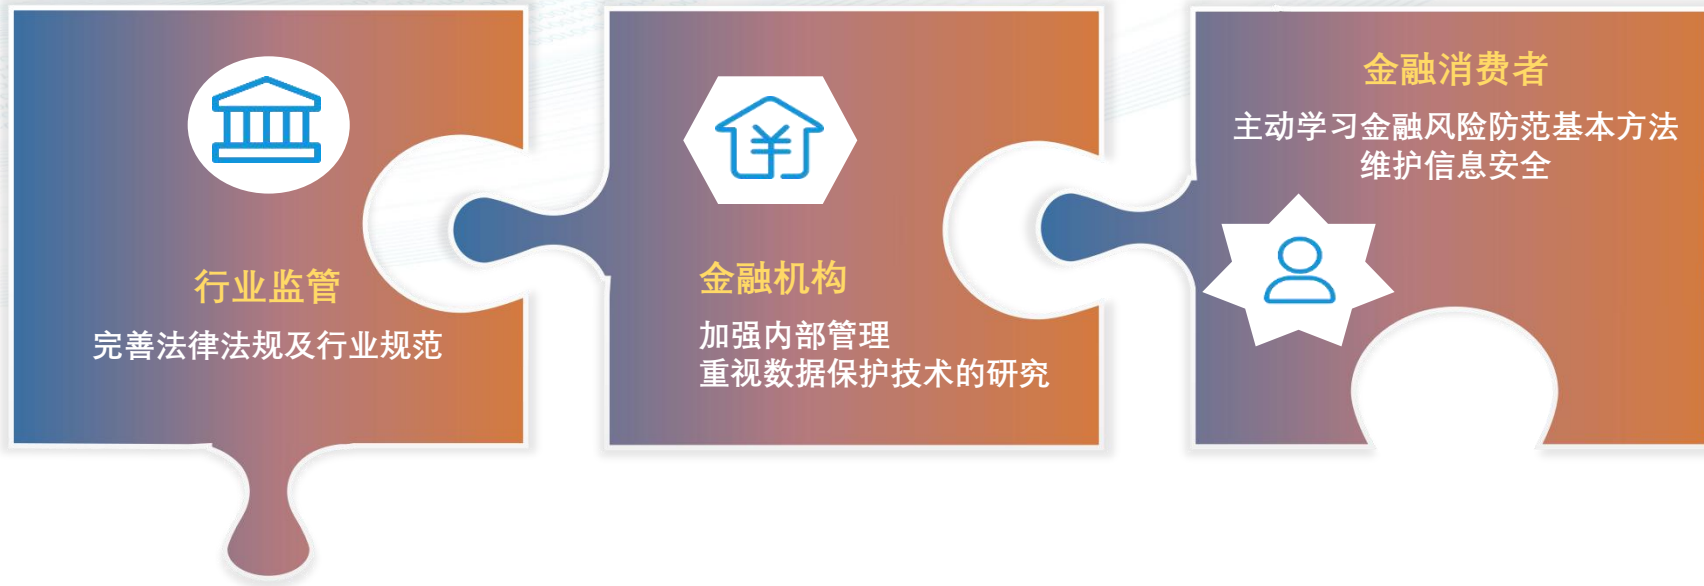 行业监管
完善法律法规及行业规范
金融机构
加强内部管理
重视数据保护技术的研究
金融消费者
主动学习金融风险防范基本方法
维护信息安全